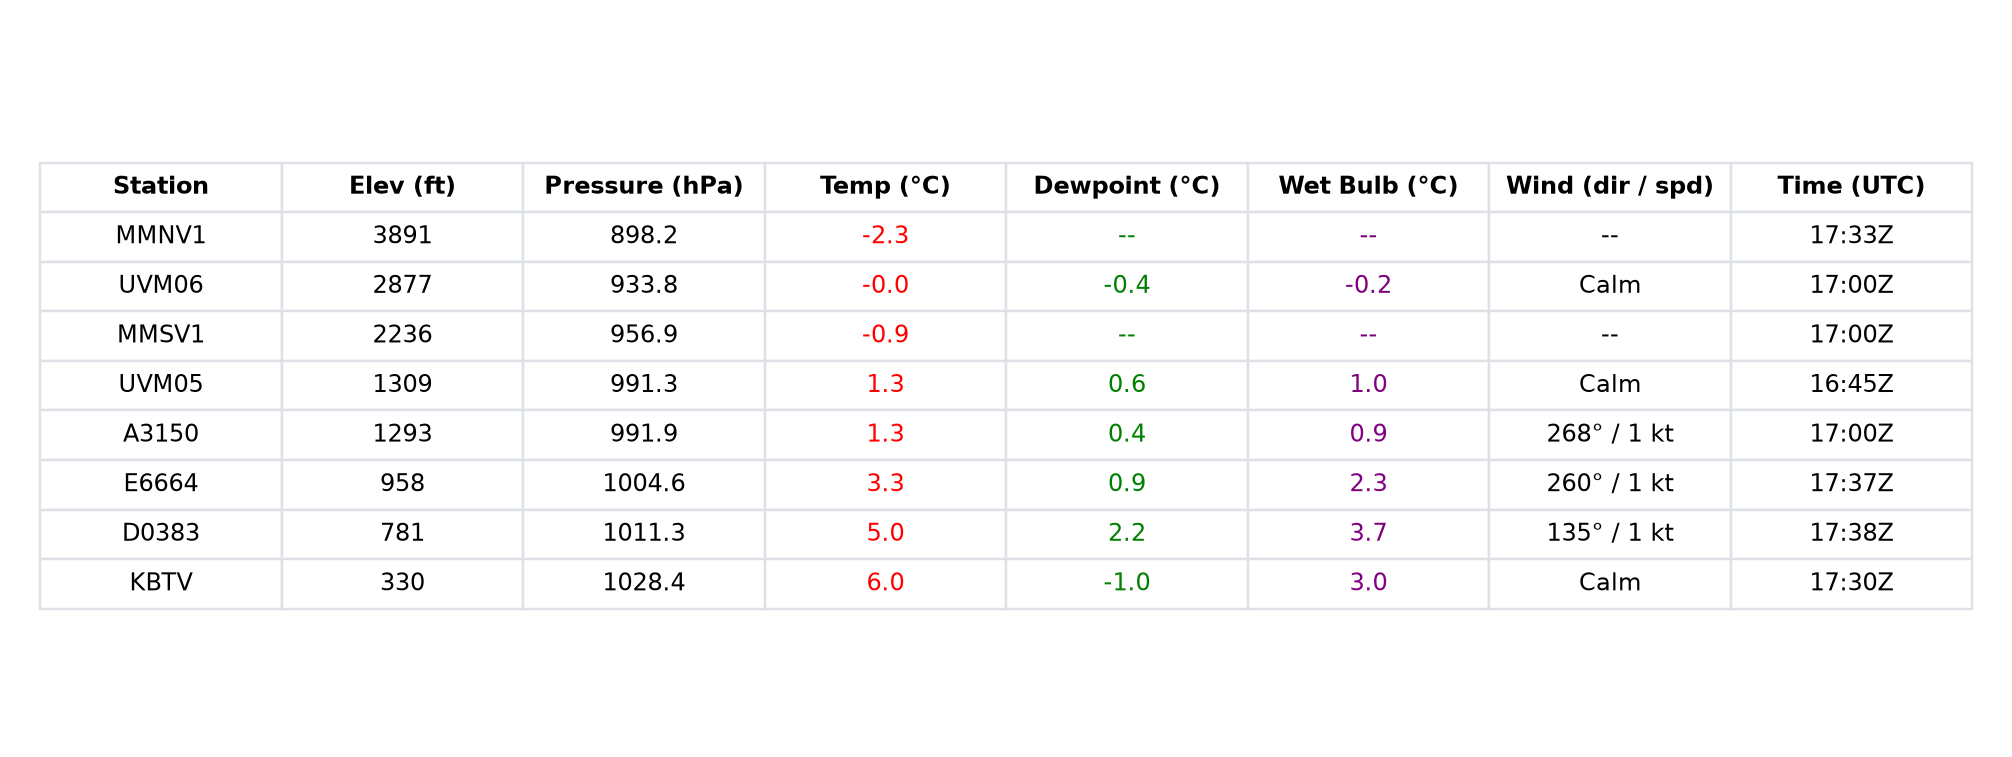 Station Elev (ft) Pressure (hPa) Temp (°C) Dewpoint (°C) Wet Bulb (°C) Wind (dir / spd) Time (UTC)
MMNV1 3891 898.2 -2.3 -- -- -- 17:33Z
UVM06 2877 933.8 -0.0 -0.4 -0.2 Calm 17:00Z
MMSV1 2236 956.9 -0.9 -- -- -- 17:00Z
UVM05 1309 991.3 1.3 0.6 1.0 Calm 16:45Z
A3150 1293 991.9 1.3 0.4 0.9 268° / 1 kt 17:00Z
E6664 958 1004.6 3.3 0.9 2.3 260° / 1 kt 17:37Z
D0383 781 1011.3 5.0 2.2 3.7 135° / 1 kt 17:38Z
KBTV 330 1028.4 6.0 -1.0 3.0 Calm 17:30Z